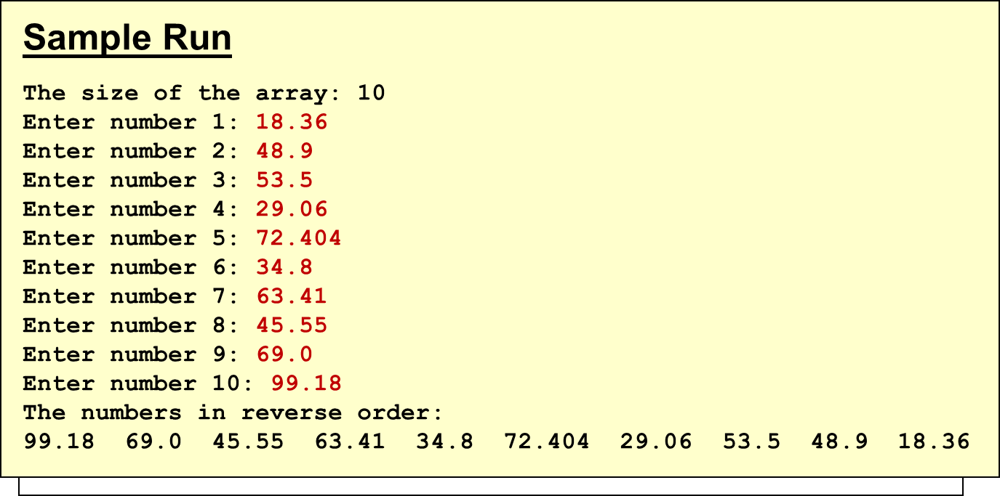 Sample Run
The size of the array: 10
Enter number 1: 18.36
Enter number 2: 48.9
Enter number 3: 53.5
Enter number 4: 29.06
Enter number 5: 72.404
Enter number 6: 34.8
Enter number 7: 63.41
Enter number 8: 45.55
Enter number 9: 69.0
Enter number 10: 99.18
The numbers in reverse order:
99.18  69.0  45.55  63.41  34.8  72.404  29.06  53.5  48.9  18.36